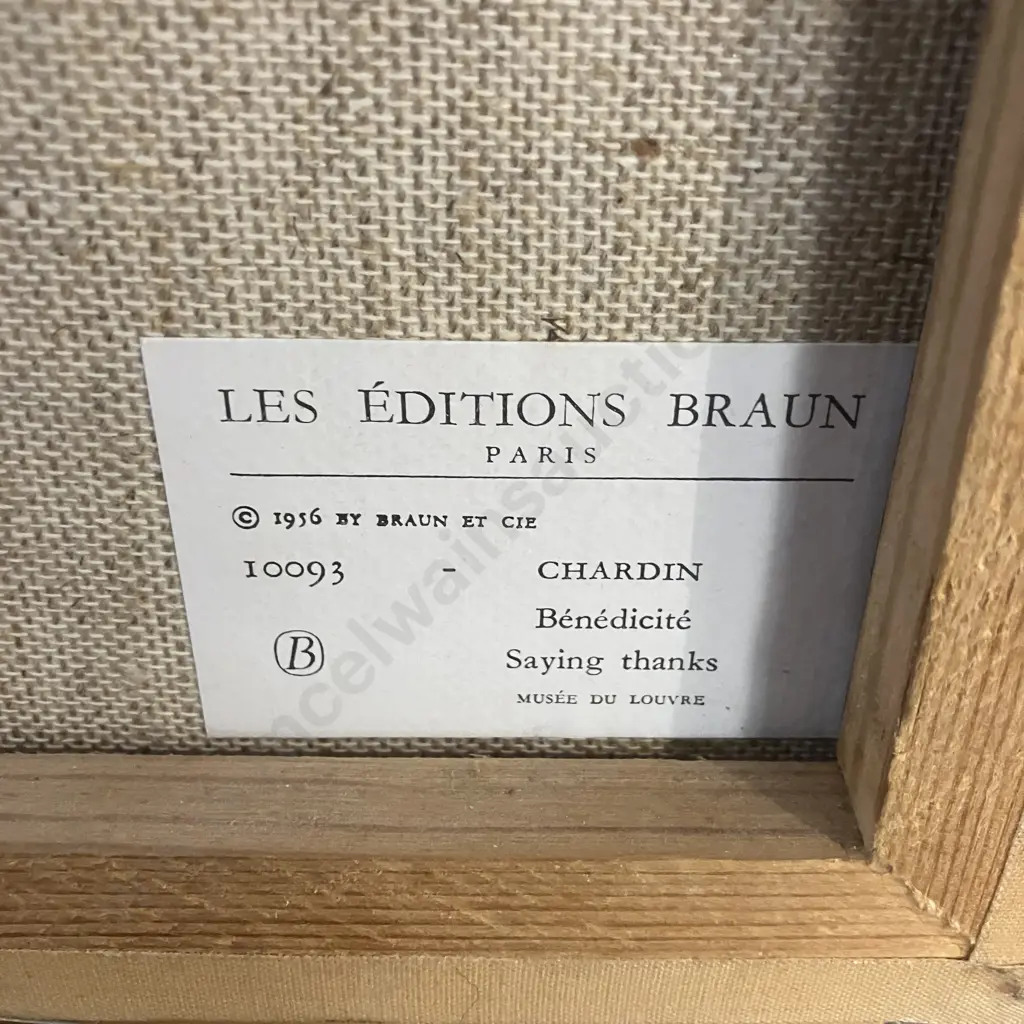 LES ÉDITIONS BRAUN
PARIS
© 1956 BY BRAUN ET CIE
10093 - CHARDIN
Bénédicité
B
Saying thanks
MUSÉE DU LOUVRE